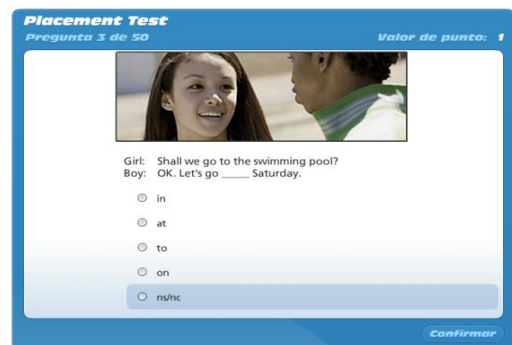 Placement Test
Pregunta 3 de 50 Valor de punto: 1
Girl: Shall we go to the swimming pool?
Boy: OK. Let's go _____ Saturday.
in
at
to
on
ns/nc
Confirmar